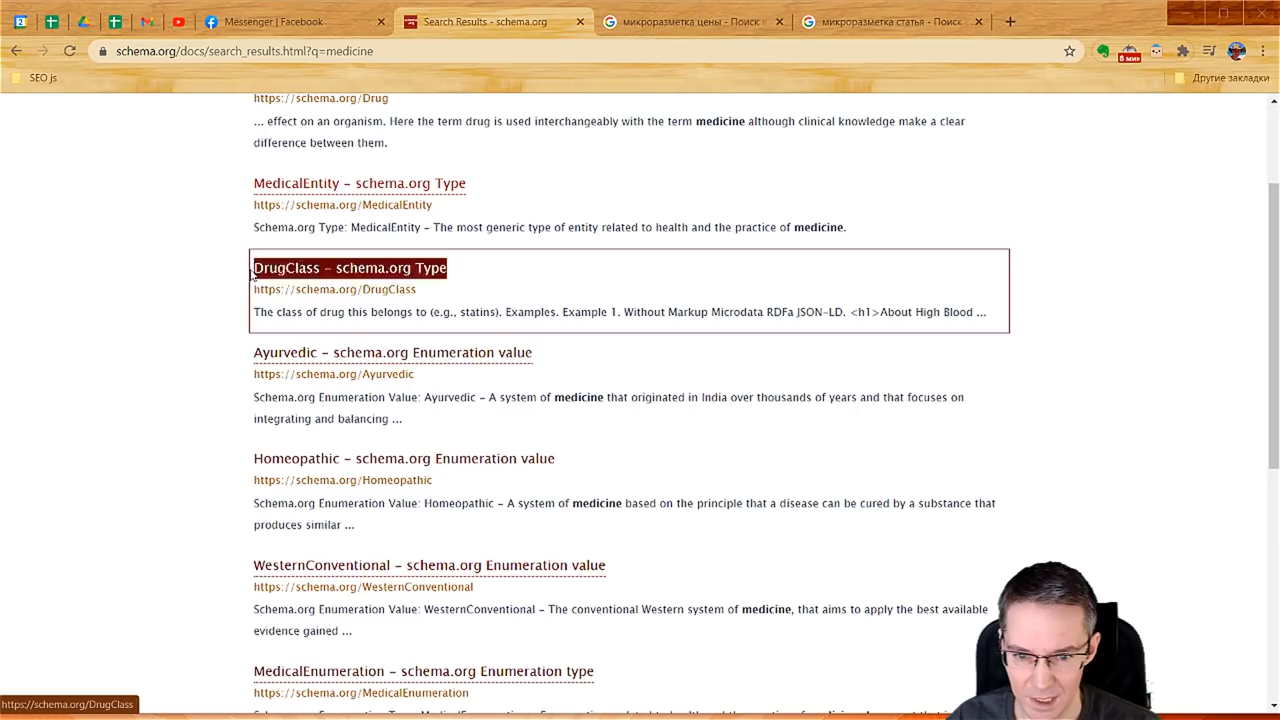 Messenger | Facebook
Search Results - schema.org
микроразметка цены - Поиск
микроразметка статья - Поиск
schema.org/docs/search_results.html?q=medicine
8 мин
SEO js
Другие закладки
https://schema.org/Drug
... effect on an organism. Here the term drug is used interchangeably with the term medicine although clinical knowledge make a clear
difference between them.
MedicalEntity - schema.org Type
https://schema.org/MedicalEntity
Schema.org Type: MedicalEntity - The most generic type of entity related to health and the practice of medicine.
DrugClass - schema.org Type
https://schema.org/DrugClass
The class of drug this belongs to (e.g., statins). Examples. Example 1. Without Markup Microdata RDFa JSON-LD. <h1>About High Blood ...
Ayurvedic - schema.org Enumeration value
https://schema.org/Ayurvedic
Schema.org Enumeration Value: Ayurvedic - A system of medicine that originated in India over thousands of years and that focuses on
integrating and balancing ...
Homeopathic - schema.org Enumeration value
https://schema.org/Homeopathic
Schema.org Enumeration Value: Homeopathic - A system of medicine based on the principle that a disease can be cured by a substance that
produces similar ...
WesternConventional - schema.org Enumeration value
https://schema.org/WesternConventional
Schema.org Enumeration Value: WesternConventional - The conventional Western system of medicine, that aims to apply the best available
evidence gained ...
MedicalEnumeration - schema.org Enumeration type
https://schema.org/MedicalEnumeration
https://schema.org/DrugClass